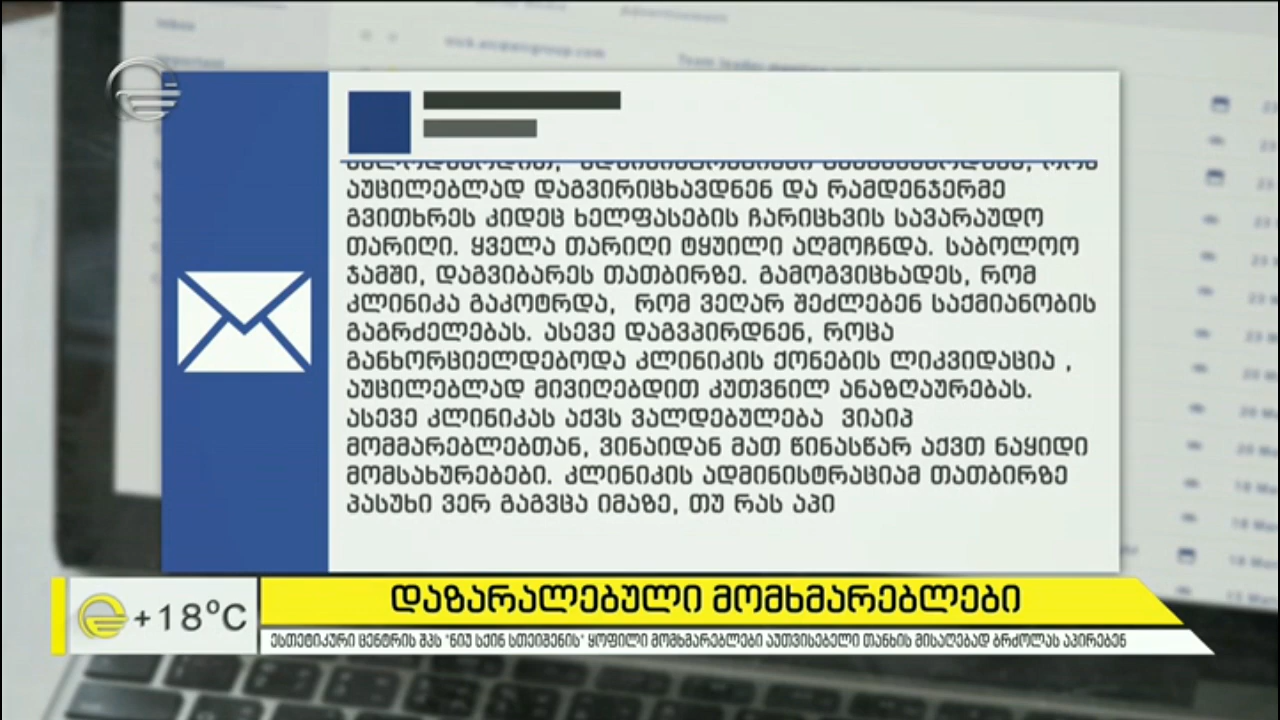 აუცილებლად დაგვირიცხავდნენ და რამდენჯერმე
გვითხრეს კიდეც ხელფასების ჩარიცხვის სავარაუდო
თარიღი. ყველა თარიღი ტყუილი აღმოჩნდა. საბოლოო
ჯამში, დაგვიბარეს თათბირზე. გამოგვიცხადეს, რომ
კლინიკა გაკოტრდა,  რომ ვეღარ შეძლებენ საქმიანობის
გაგრძელებას. ასევე დაგვპირდნენ, როცა
განხორციელდებოდა კლინიკის ქონების ლიკვიდაცია ,
აუცილებლად მივიღებდით კუთვნილ ანაზღაურებას.
ასევე კლინიკას აქვს ვალდებულება  ვიაიპ
მომმარებლებთან, ვინაიდან მათ წინასწარ აქვთ ნაყიდი
მომსახურებები. კლინიკის ადმინისტრაციამ თათბირზე
პასუხი ვერ გაგვცა იმაზე, თუ რას აპი
+18°C
დაზარალებული მომხმარებლები
ესთეტიკური ცენტრის შპს "ნიუ სქინ სთეიშენის" ყოფილი მომხმარებლები აუთვისებელი თანხის მისაღებად ბრძოლას აპირებენ